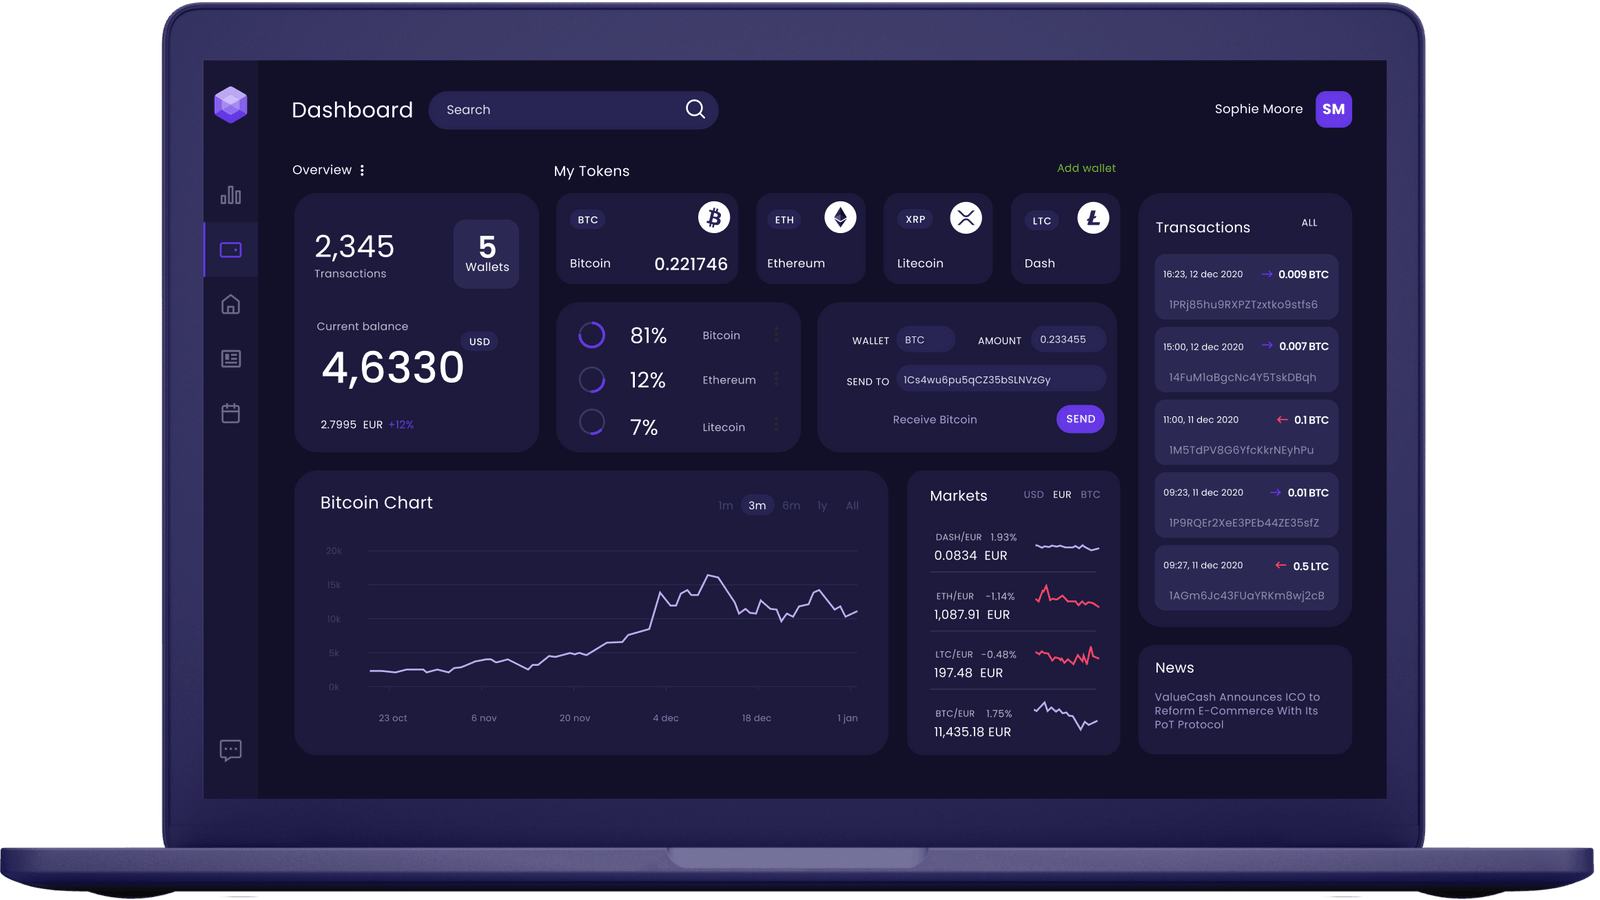 Dashboard
Search
Sophie Moore
SM
Overview
2,345
Transactions
5
Wallets
Current balance
USD
4,6330
2.7995 EUR +12%
My Tokens
Add wallet
BTC
Bitcoin 0.221746
ETH
Ethereum
XRP
Litecoin
LTC
Dash
81% Bitcoin
12% Ethereum
7% Litecoin
WALLET BTC AMOUNT 0.233455
SEND TO 1Cs4wu6pu5qCZ35bSLNVzGy
Receive Bitcoin SEND
Transactions ALL
16:23, 12 dec 2020 → 0.009 BTC
1PRj85hu9RXPZTzxtko9stfs6
15:00, 12 dec 2020 → 0.007 BTC
14FuM1aBgcNc4Y5TskDBqh
11:00, 11 dec 2020 ← 0.1 BTC
1M5TdPV8G6YfcKkrNEyhPu
09:23, 11 dec 2020 → 0.01 BTC
1P9RQEr2XeE3PEb44ZE35sfZ
09:27, 11 dec 2020 ← 0.5 LTC
1AGm6Jc43FUaYRKm8wj2cB
Bitcoin Chart
1m 3m 6m 1y All
20k
15k
10k
5k
0k
23 oct 6 nov 20 nov 4 dec 18 dec 1 jan
Markets USD EUR BTC
DASH/EUR 1.93%
0.0834 EUR
ETH/EUR -1.14%
1,087.91 EUR
LTC/EUR -0.48%
197.48 EUR
BTC/EUR 1.75%
11,435.18 EUR
News
ValueCash Announces ICO to
Reform E-Commerce With Its
PoT Protocol